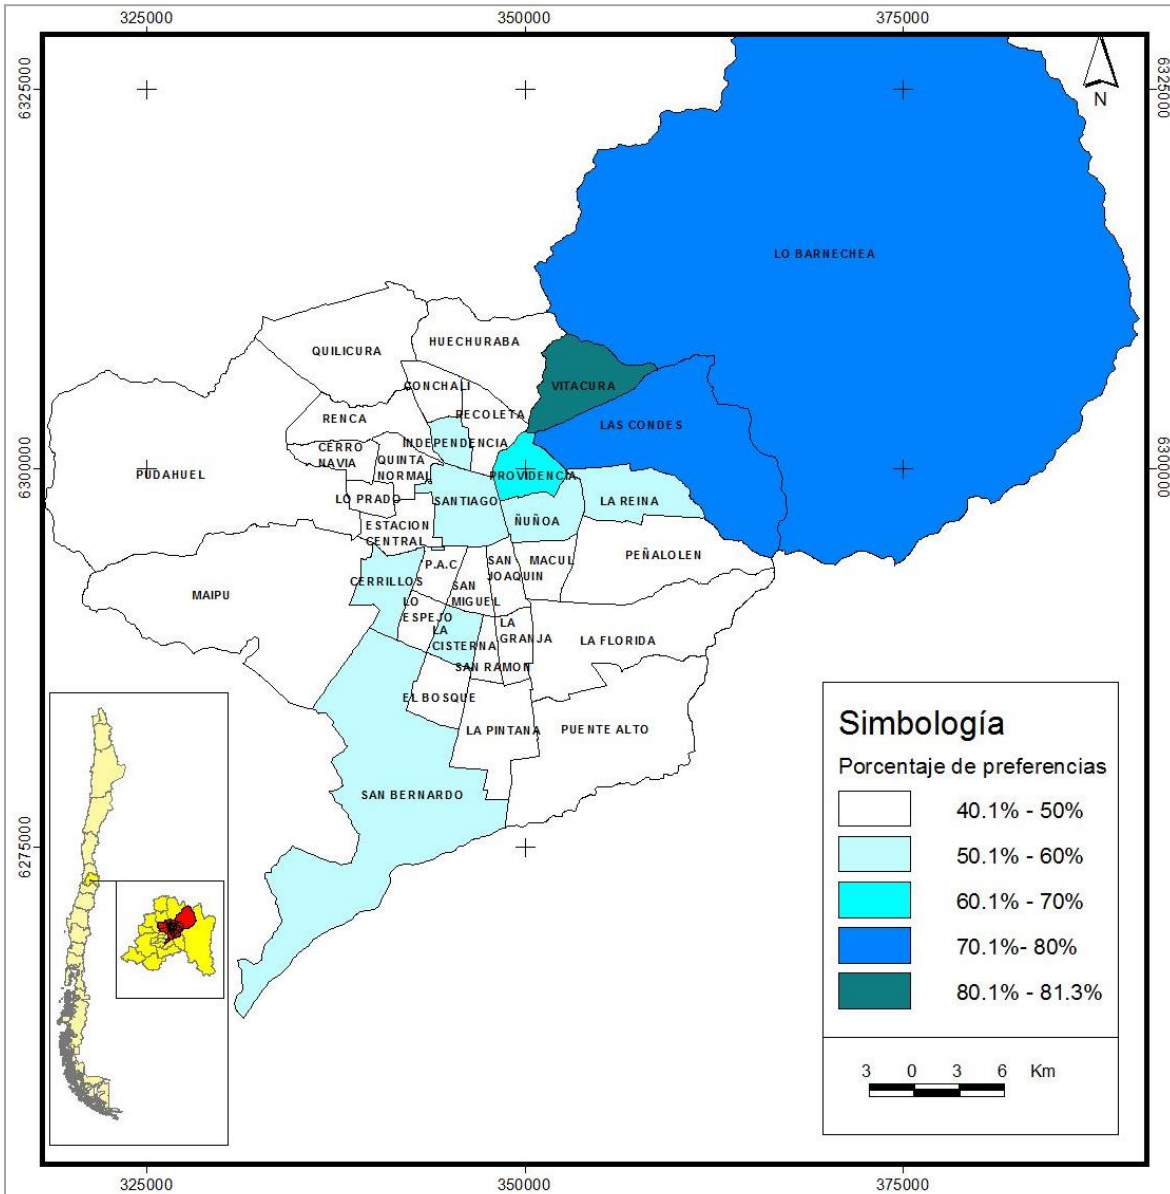 325000
350000
375000
6325000
6325000
N
LO BARNECHEA
HUECHURABA
QUILICURA
CONCHALI
VITACURA
RECOLETA
RENCA
LAS CONDES
INDEPENDENCIA
CERRO
NAVIA
QUINTA
NORMAL
6300000
6300000
PUDAHUEL
PROVIDENCIA
LO PRADO
SANTIAGO
LA REINA
ÑUÑOA
ESTACION
CENTRAL
PEÑALOLEN
P.A.C
SAN
JOAQUIN
MACUL
CERRILLOS
MAIPU
SAN
MIGUEL
LO
ESPEJO
LA
GRANJA
LA
CISTERNA
LA FLORIDA
SAN RAMON
EL BOSQUE
LA PINTANA
PUENTE ALTO
SAN BERNARDO
6275000
Simbología
Porcentaje de preferencias
40.1% - 50%
50.1% - 60%
60.1% - 70%
70.1%- 80%
80.1% - 81.3%
3 0 3 6 Km
325000
350000
375000